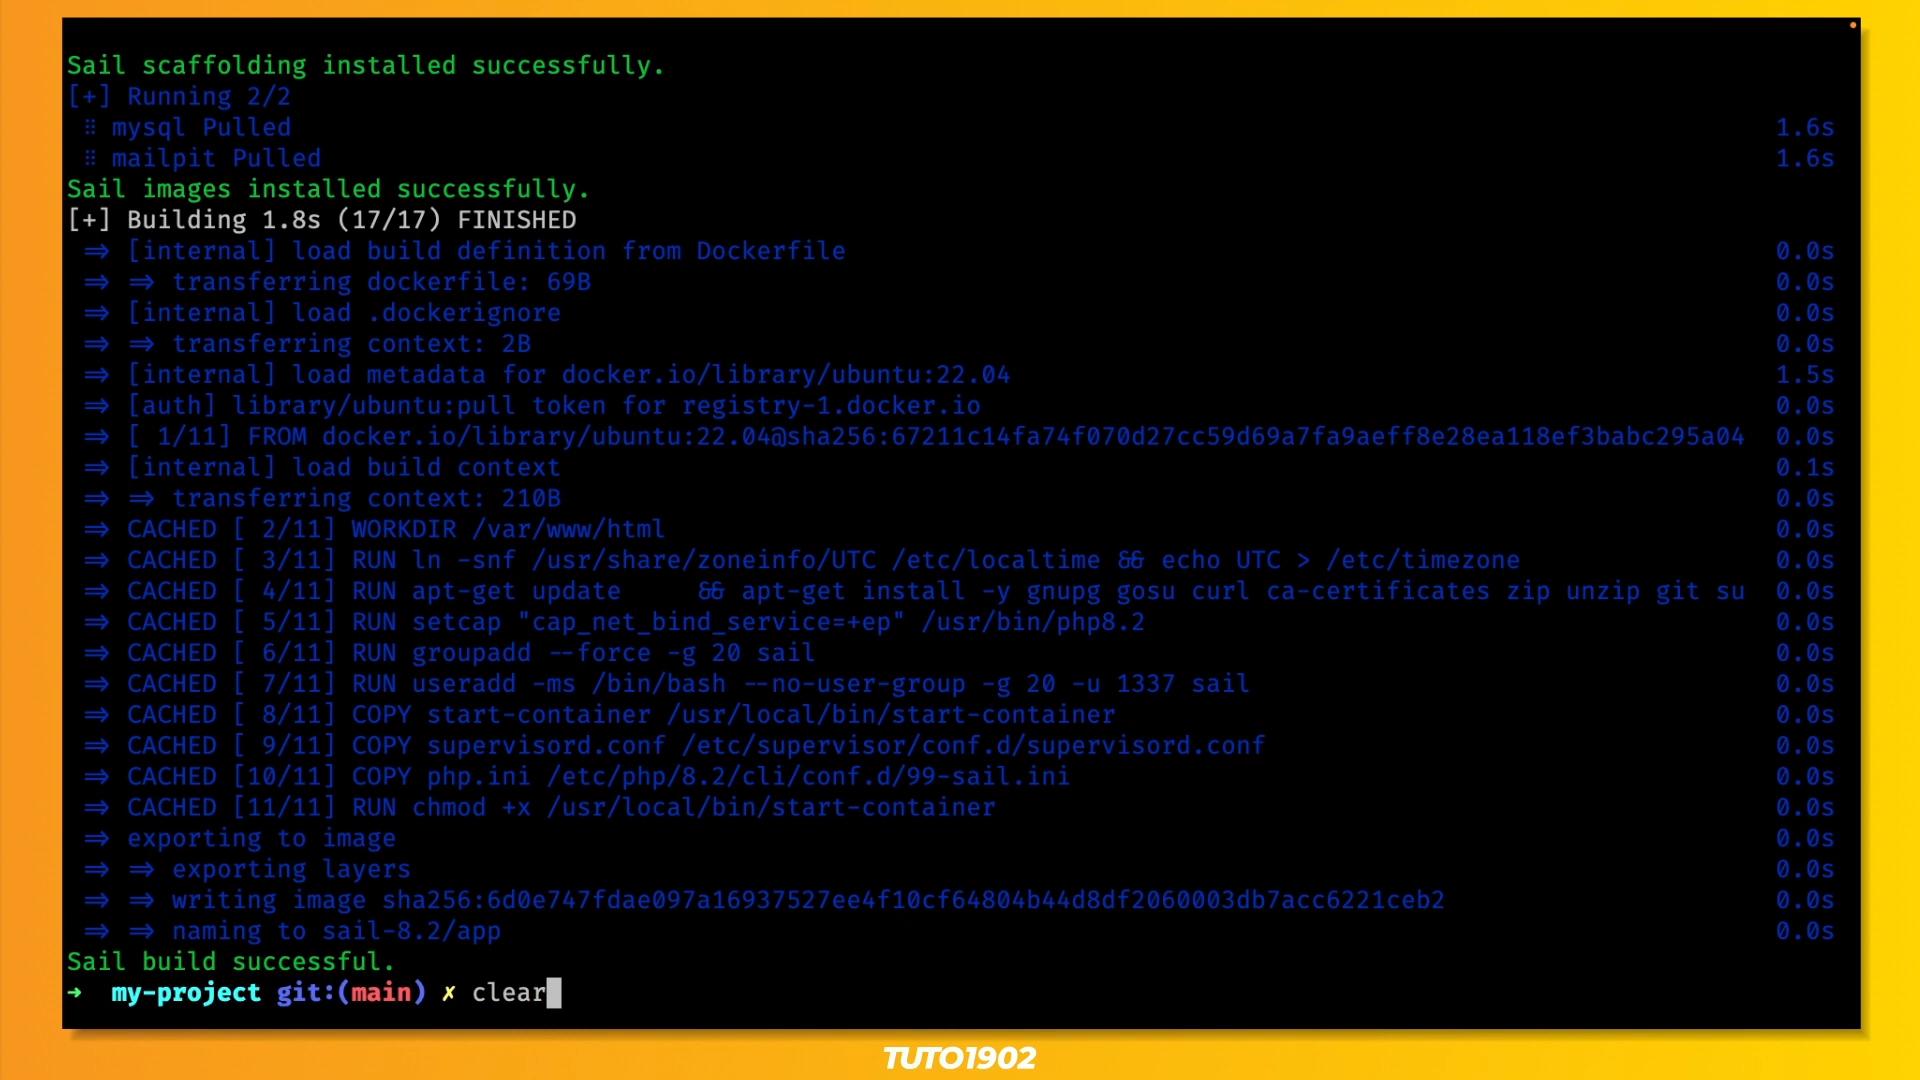 Sail scaffolding installed successfully.
[+] Running 2/2
⠿ mysql Pulled 1.6s
⠿ mailpit Pulled 1.6s
Sail images installed successfully.
[+] Building 1.8s (17/17) FINISHED
=> [internal] load build definition from Dockerfile 0.0s
=> => transferring dockerfile: 69B 0.0s
=> [internal] load .dockerignore 0.0s
=> => transferring context: 2B 0.0s
=> [internal] load metadata for docker.io/library/ubuntu:22.04 1.5s
=> [auth] library/ubuntu:pull token for registry-1.docker.io 0.0s
=> [ 1/11] FROM docker.io/library/ubuntu:22.04@sha256:67211c14fa74f070d27cc59d69a7fa9aeff8e28ea118ef3babc295a04 0.0s
=> [internal] load build context 0.1s
=> => transferring context: 210B 0.0s
=> CACHED [ 2/11] WORKDIR /var/www/html 0.0s
=> CACHED [ 3/11] RUN ln -snf /usr/share/zoneinfo/UTC /etc/localtime && echo UTC > /etc/timezone 0.0s
=> CACHED [ 4/11] RUN apt-get update && apt-get install -y gnupg gosu curl ca-certificates zip unzip git su 0.0s
=> CACHED [ 5/11] RUN setcap "cap_net_bind_service=+ep" /usr/bin/php8.2 0.0s
=> CACHED [ 6/11] RUN groupadd --force -g 20 sail 0.0s
=> CACHED [ 7/11] RUN useradd -ms /bin/bash --no-user-group -g 20 -u 1337 sail 0.0s
=> CACHED [ 8/11] COPY start-container /usr/local/bin/start-container 0.0s
=> CACHED [ 9/11] COPY supervisord.conf /etc/supervisor/conf.d/supervisord.conf 0.0s
=> CACHED [10/11] COPY php.ini /etc/php/8.2/cli/conf.d/99-sail.ini 0.0s
=> CACHED [11/11] RUN chmod +x /usr/local/bin/start-container 0.0s
=> exporting to image 0.0s
=> => exporting layers 0.0s
=> => writing image sha256:6d0e747fdae097a16937527ee4f10cf64804b44d8df2060003db7acc6221ceb2 0.0s
=> => naming to sail-8.2/app 0.0s
Sail build successful.
→ my-project git:(main) ✗ clear
TUTO1902